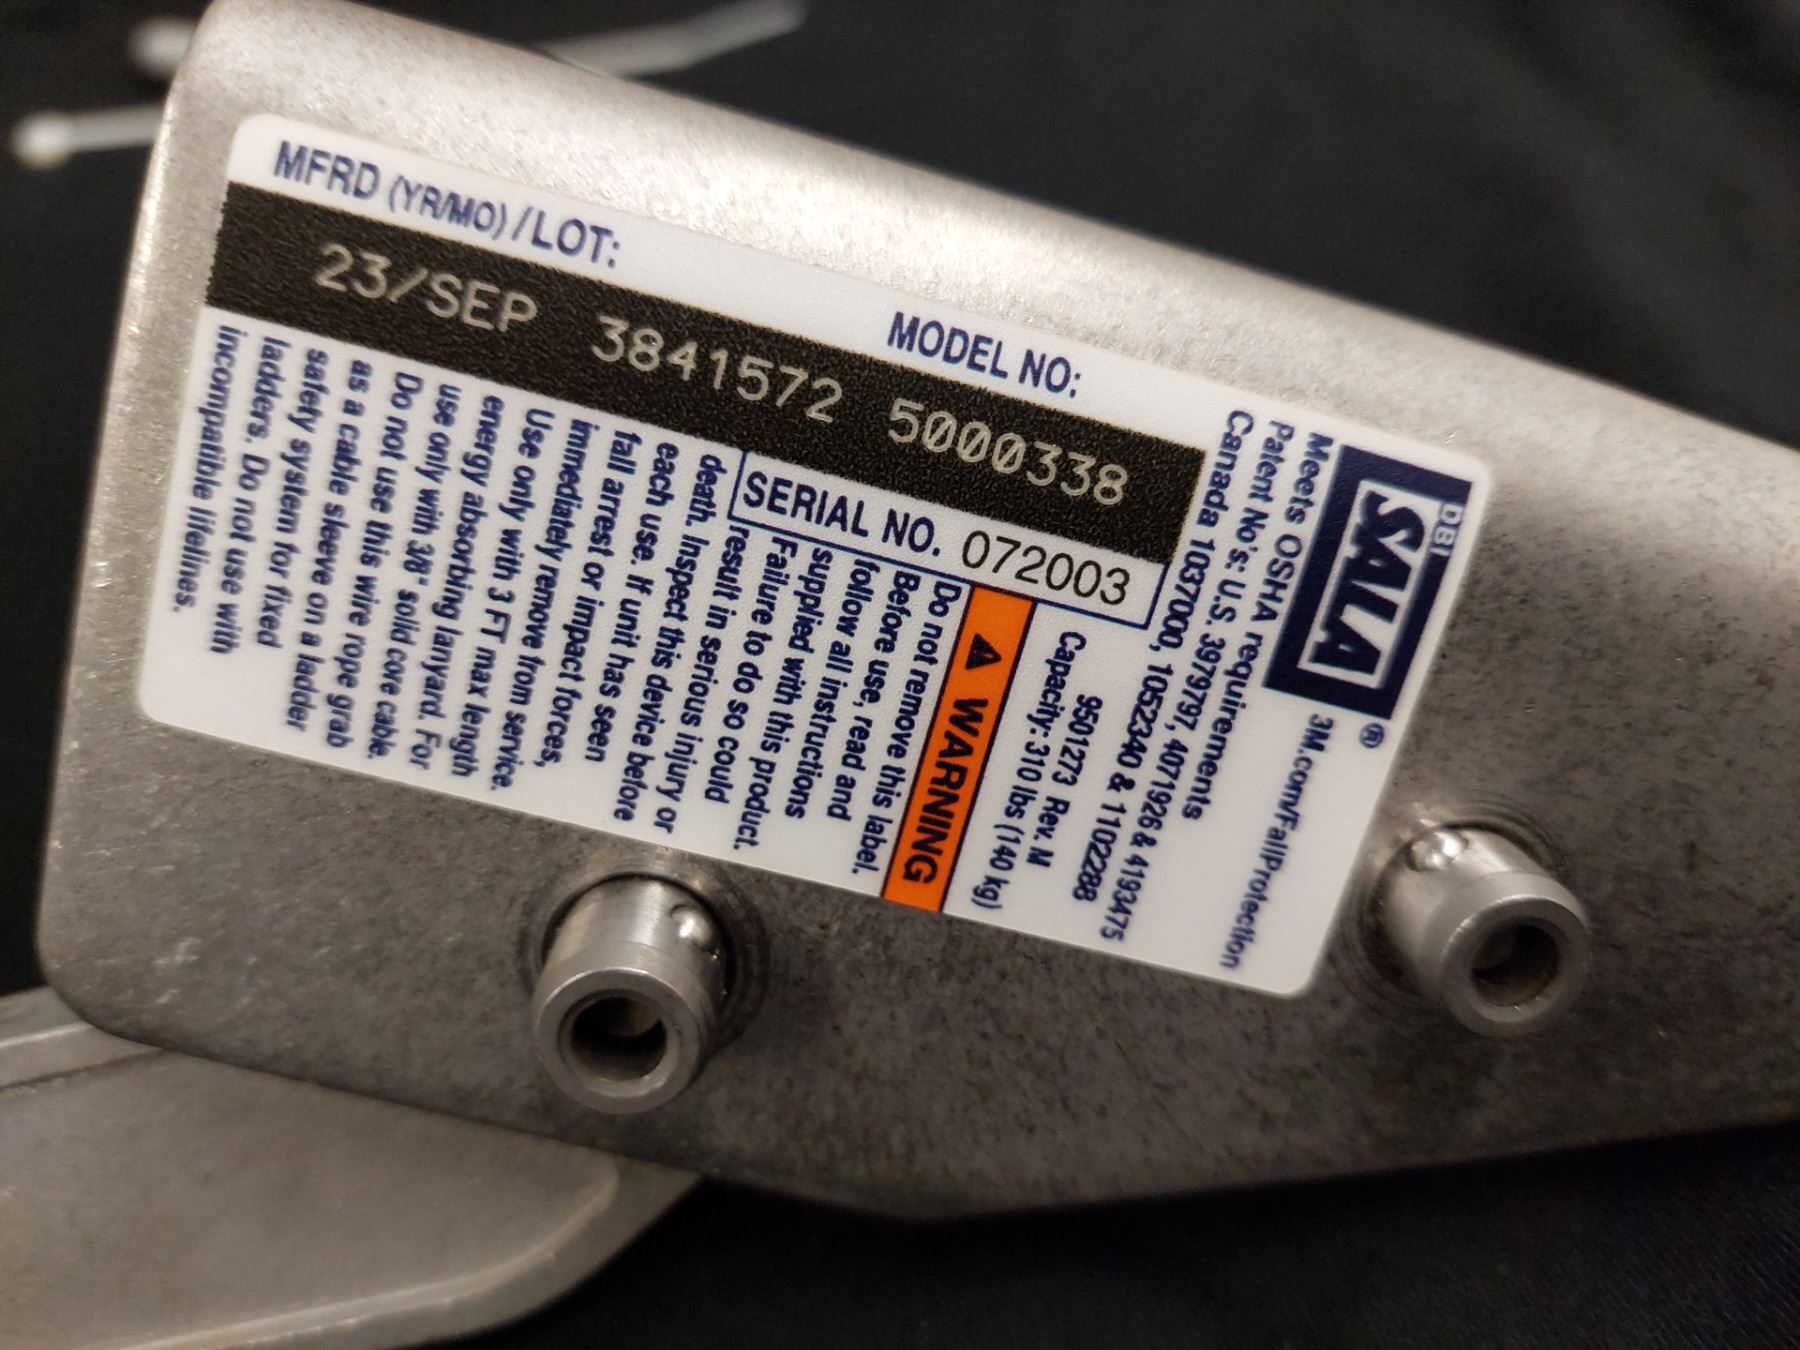 MFRD (YR/MO) / LOT:
MODEL NO:
23/SEP 3841572 5000338
SERIAL NO. 072003
DBI
SALA
®
3M.com/FallProtection
Meets OSHA requirements
Patent No's. U.S. 3979797, 4071926 & 4193475
Canada 1037000, 1052340 & 1102288
9501273 Rev. M
Capacity: 310 lbs (140 kg)
WARNING
Do not remove this label.
Before use, read and
follow all instructions
supplied with this product.
Failure to do so could
result in serious injury or
death. Inspect this device before
each use. If unit has seen
fall arrest or impact forces,
immediately remove from service.
Use only with 3 FT max length
energy absorbing lanyard. For
use only with 3/8" solid core cable.
Do not use this wire rope grab
as a cable sleeve on a ladder
safety system for fixed
ladders. Do not use with
incompatible lifelines.